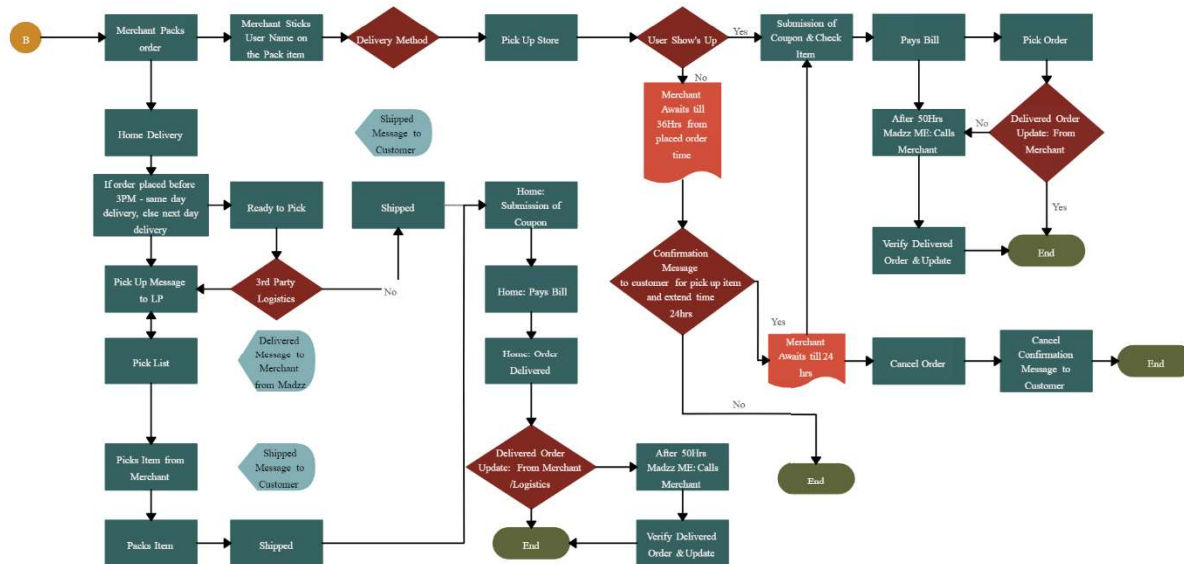 B
Merchant Packs
order
Merchant Sticks
User Name on
the Pack item
Delivery Method
Pick Up Store
User Show's Up
Yes
Submission of
Coupon & Check
Item
Pays Bill
Pick Order
No
Merchant
Awaits till
36Hrs from
placed order
time
Shipped
Message to
Customer
Home Delivery
After 50Hrs
Madzz ME: Calls
Merchant
No
Delivered Order
Update: From
Merchant
If order placed before
3PM - same day
delivery, else next day
delivery
Ready to Pick
Shipped
Home:
Submission of
Coupon
Yes
Verify Delivered
Order & Update
End
Confirmation
Message
to customer for pick up item
and extend time
24hrs
Pick Up Message
to LP
3rd Party
Logistics
No
Home: Pays Bill
Yes
Pick List
Delivered
Message to
Merchant
from Madzz
Home: Order
Delivered
Merchant
Awaits till 24
hrs
Cancel Order
Cancel
Confirmation
Message to
Customer
End
No
Picks Item from
Merchant
Shipped
Message to
Customer
Delivered Order
Update: From Merchant
/Logistics
After 50Hrs
Madzz ME: Calls
Merchant
End
Packs Item
Shipped
End
Verify Delivered
Order & Update